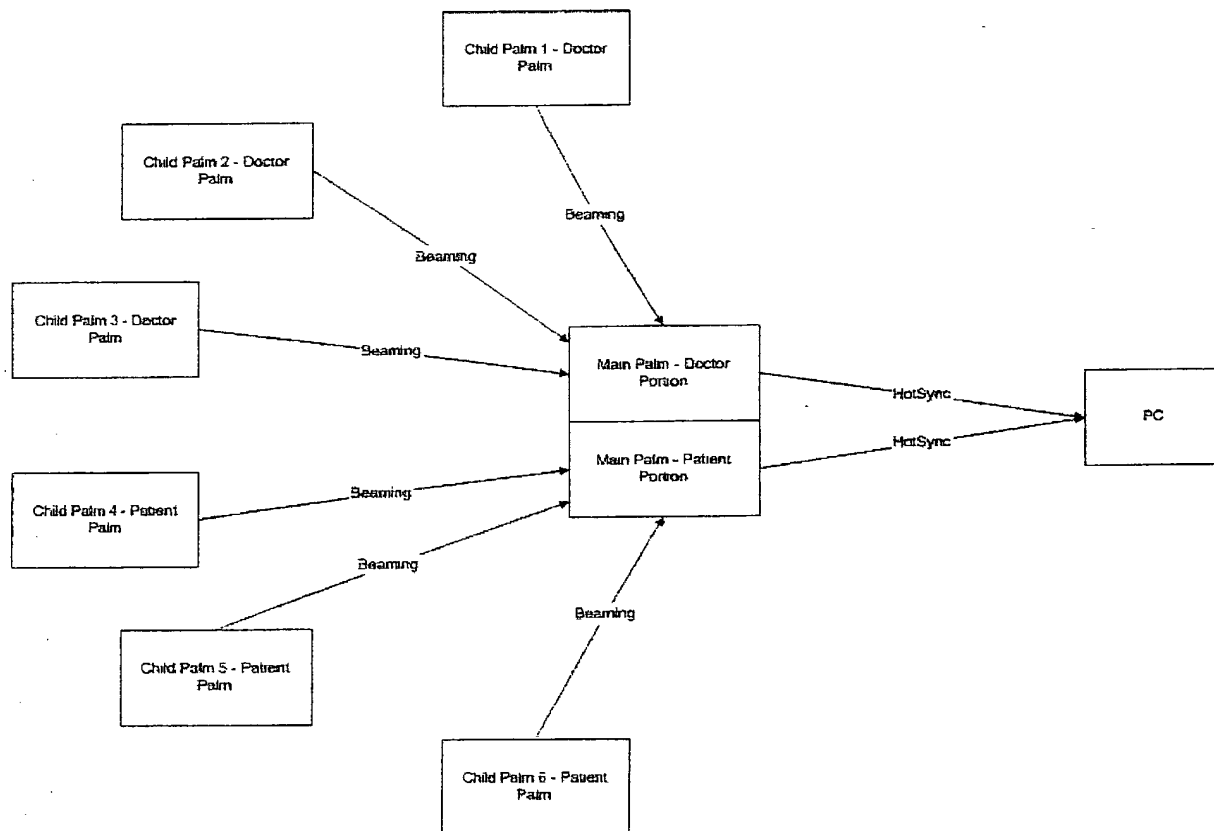 Child Palm 1 - Doctor
Palm
Child Palm 2 - Doctor
Palm
Beaming
Beaming
Child Palm 3 - Doctor
Palm
Beaming
Main Palm - Doctor
Portion
HotSync
PC
HotSync
Main Palm - Patient
Portion
Beaming
Child Palm 4 - Patient
Palm
Beaming
Beaming
Child Palm 5 - Patient
Palm
Child Palm 6 - Patient
Palm